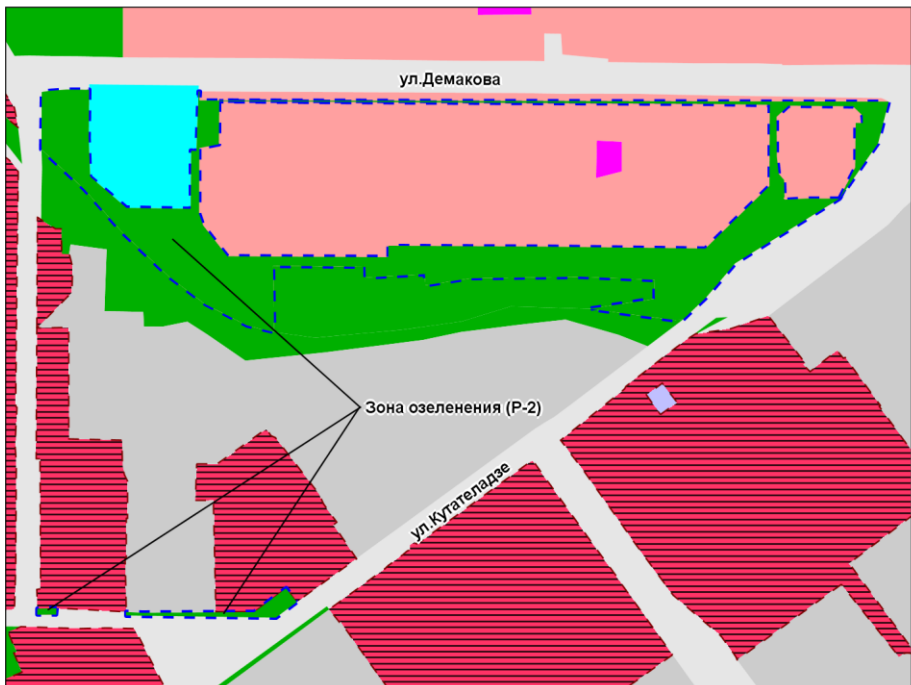 ул.Демакова
Зона озеленения (Р-2)
ул.Кутателадзе